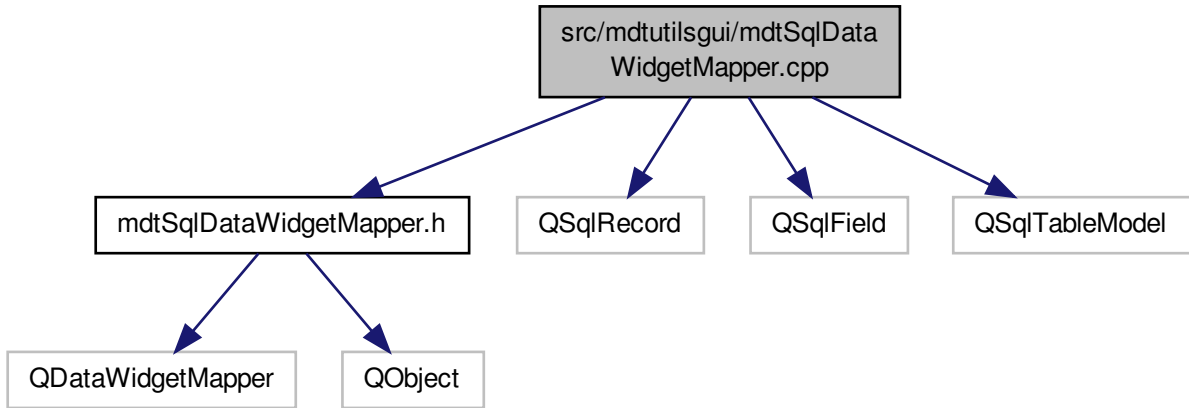 src/mdtutilsgui/mdtSqlData
WidgetMapper.cpp
mdtSqlDataWidgetMapper.h
QSqlRecord
QSqlField
QSqlTableModel
QDataWidgetMapper
QObject